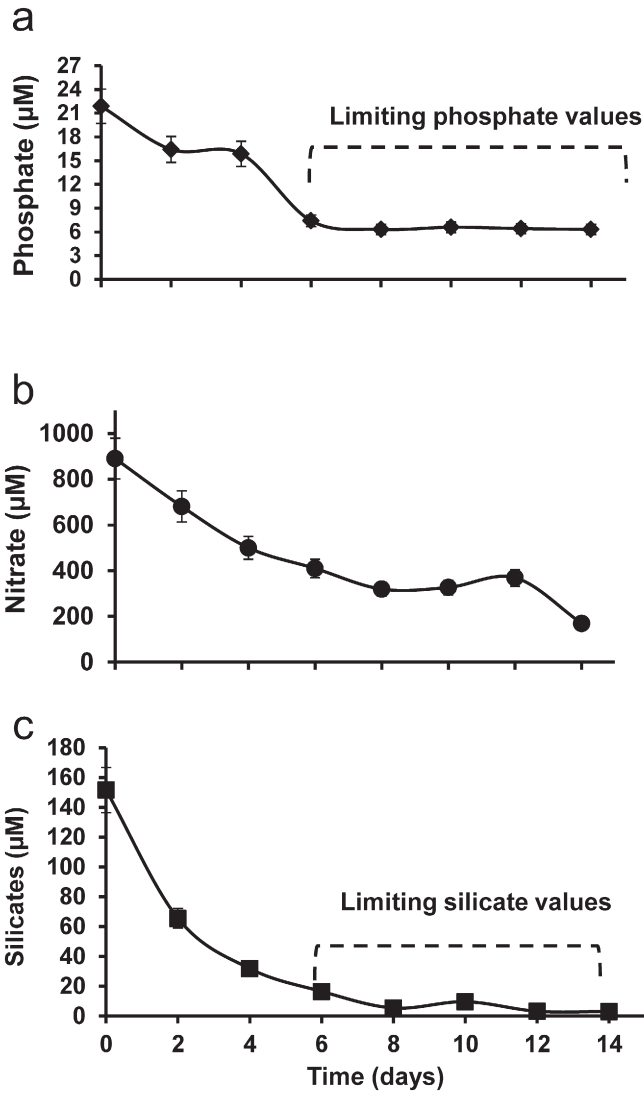 a
27
24
21
18
15
12
9
6
3
0
Phosphate (µM)
Limiting phosphate values
b
1000
800
600
400
200
0
Nitrate (µM)
c
180
160
140
120
100
80
60
40
20
0
Silicates (µM)
Limiting silicate values
0 2 4 6 8 10 12 14
Time (days)